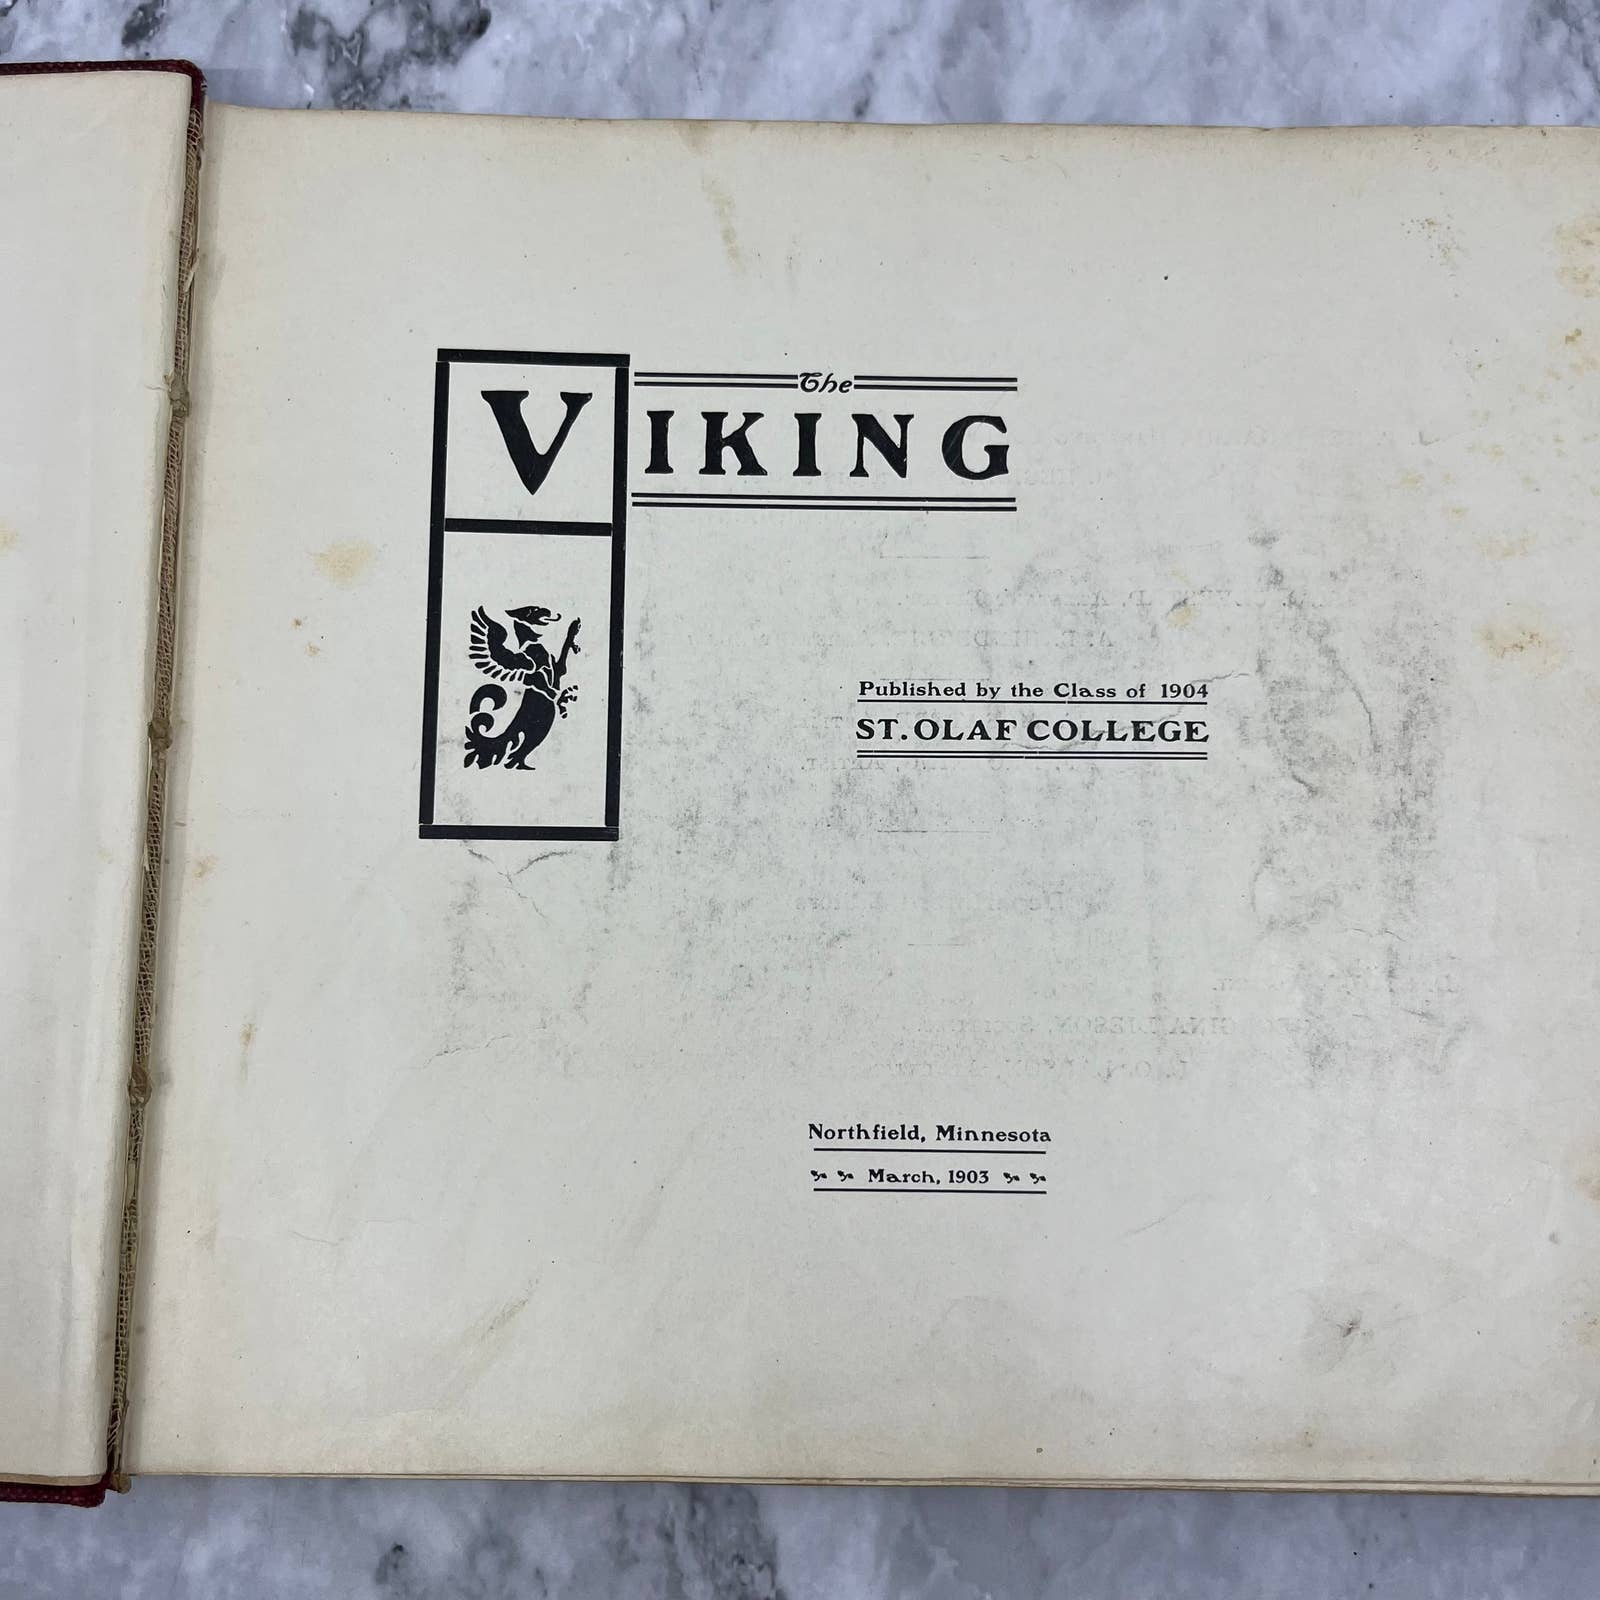 The
VIKING
Published by the Class of 1904
ST. OLAF COLLEGE
Northfield, Minnesota
March, 1903